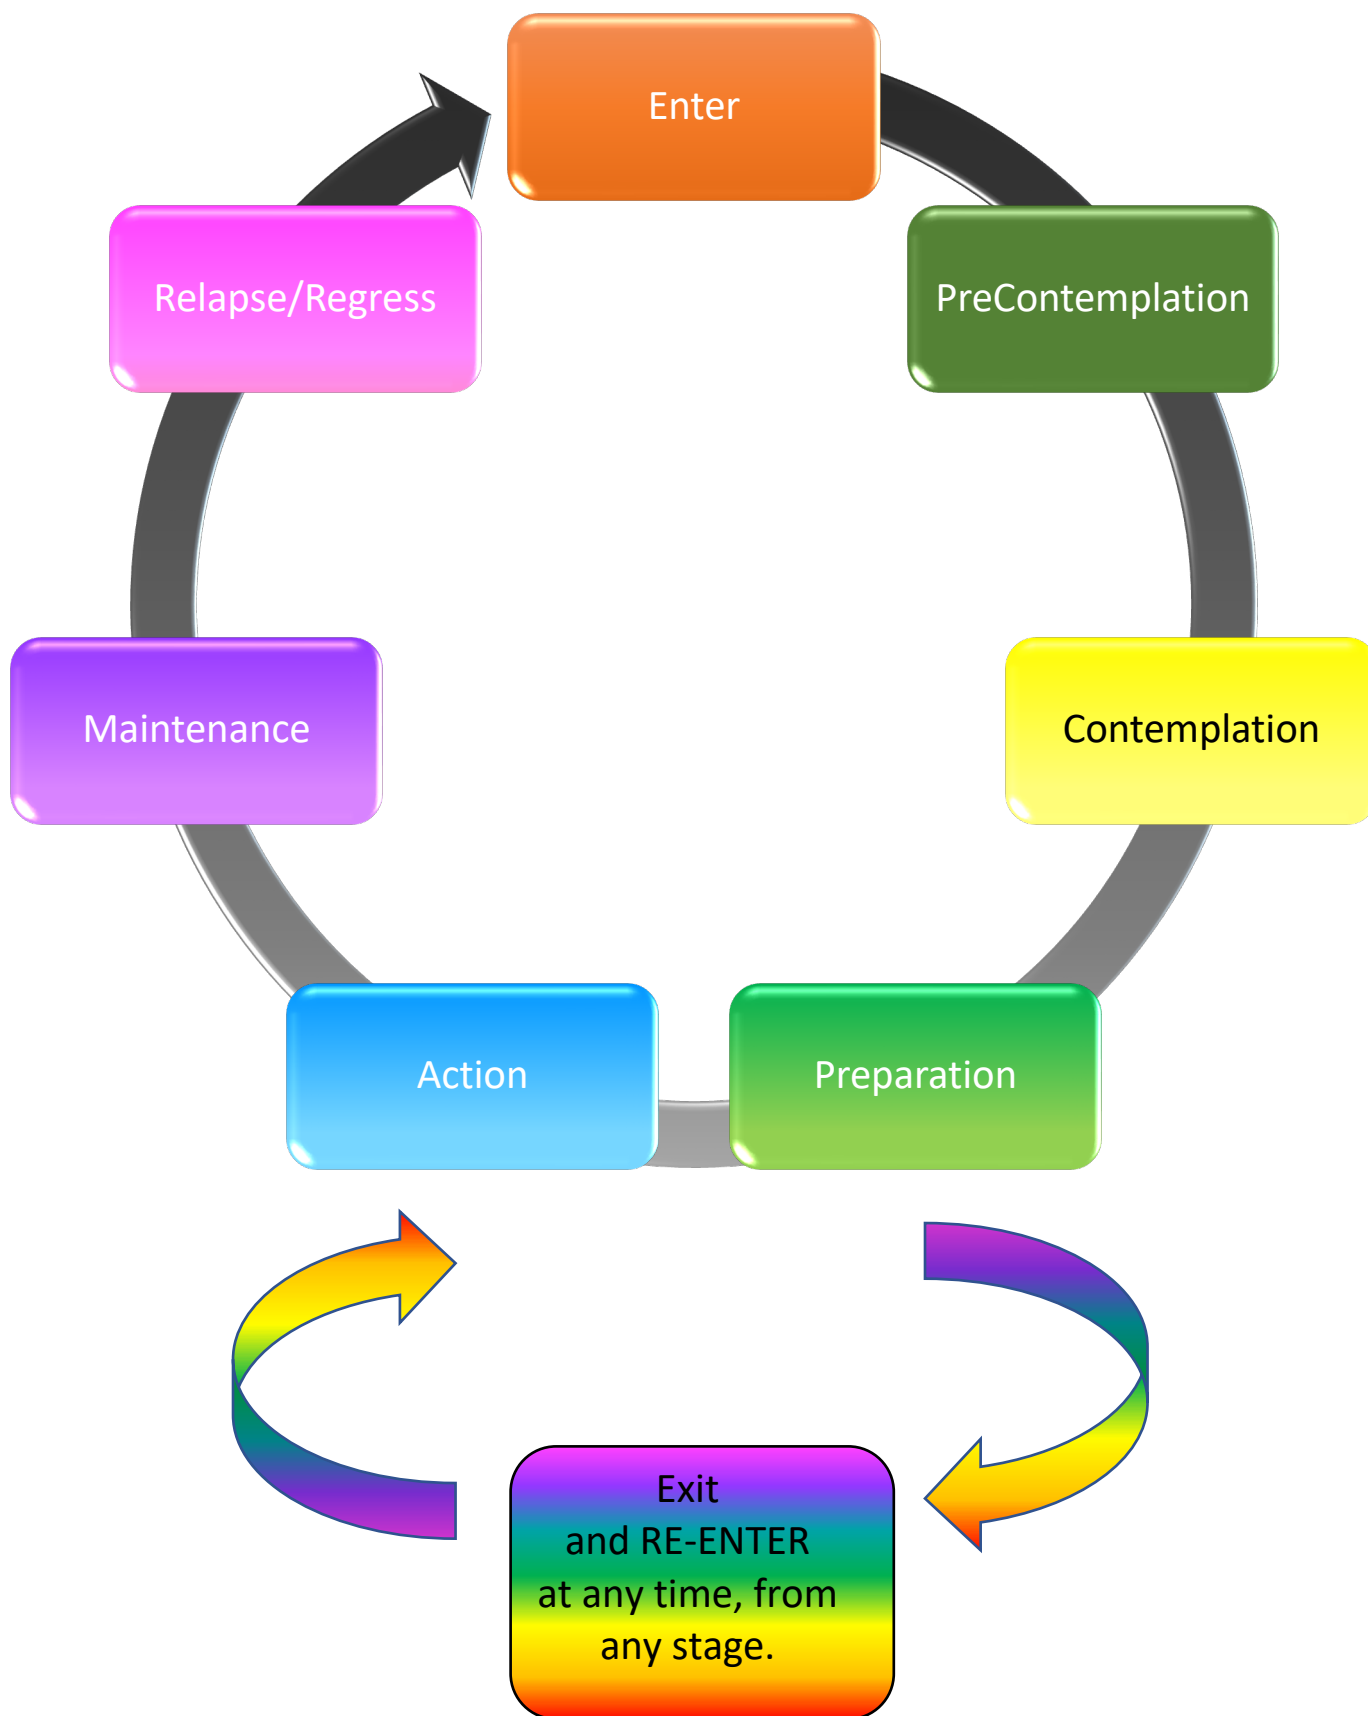 Enter
PreContemplation
Contemplation
Preparation
Action
Maintenance
Relapse/Regress
Exit
and RE-ENTER
at any time, from
any stage.